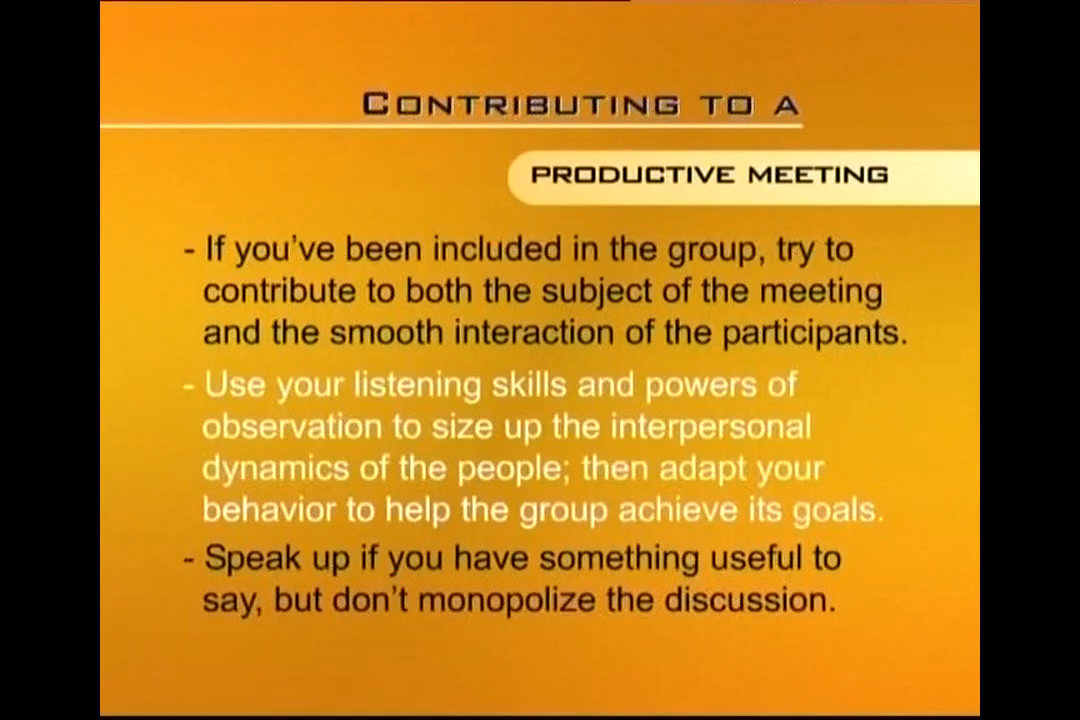 CONTRIBUTING TO A
PRODUCTIVE MEETING
- If you've been included in the group, try to
contribute to both the subject of the meeting
and the smooth interaction of the participants.
- Use your listening skills and powers of
observation to size up the interpersonal
dynamics of the people; then adapt your
behavior to help the group achieve its goals.
- Speak up if you have something useful to
say, but don't monopolize the discussion.